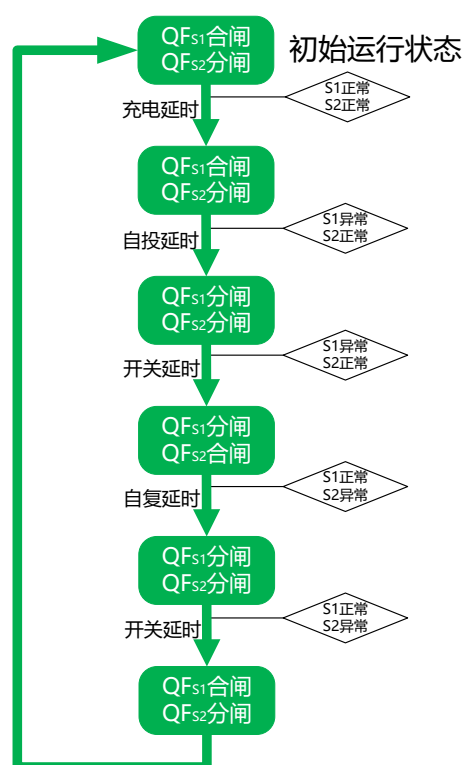 QFS1合闸
QFS2分闸
初始运行状态
S1正常
S2正常
充电延时
QFS1合闸
QFS2分闸
S1异常
S2正常
自投延时
QFS1分闸
QFS2分闸
S1异常
S2正常
开关延时
QFS1分闸
QFS2合闸
S1正常
S2异常
自复延时
QFS1分闸
QFS2分闸
S1正常
S2异常
开关延时
QFS1合闸
QFS2分闸